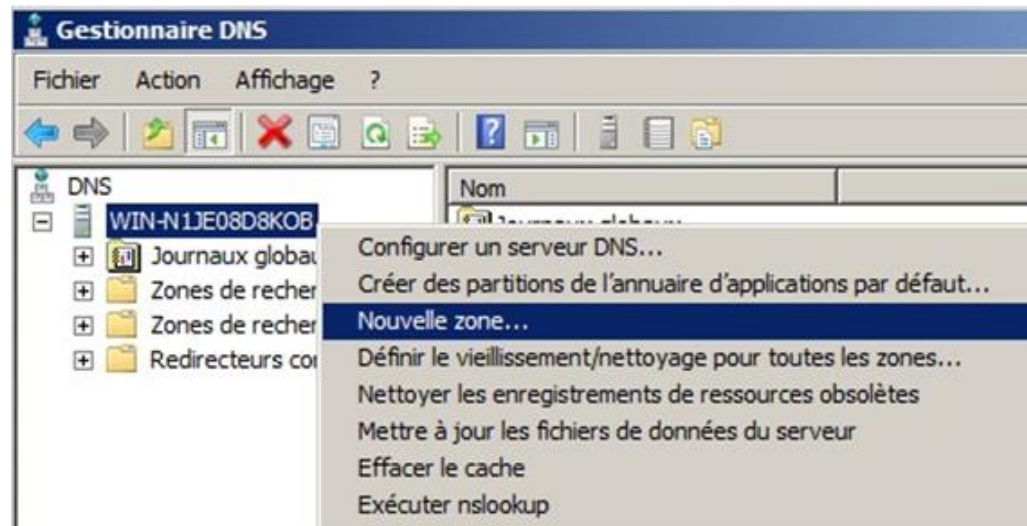 Gestionnaire DNS
Fichier Action Affichage ?
DNS
WIN-N1JE08D8KOB
Journaux globau
Zones de recher
Zones de recher
Redirecteurs co
Nom
Journaux globaux
Configurer un serveur DNS...
Créer des partitions de l'annuaire d'applications par défaut...
Nouvelle zone...
Définir le vieillissement/nettoyage pour toutes les zones...
Nettoyer les enregistrements de ressources obsolètes
Mettre à jour les fichiers de données du serveur
Effacer le cache
Exécuter nslookup